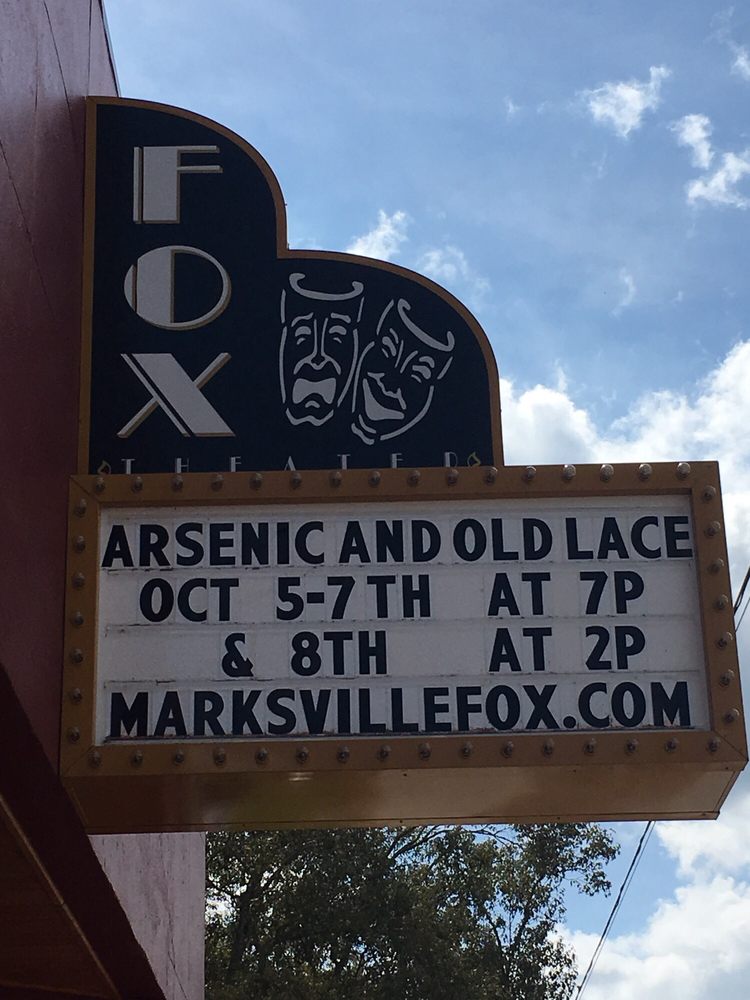 FOX
THEATER
ARSENIC AND OLD LACE
OCT 5-7TH AT 7P
& 8TH AT 2P
MARKSVILLEFOX.COM